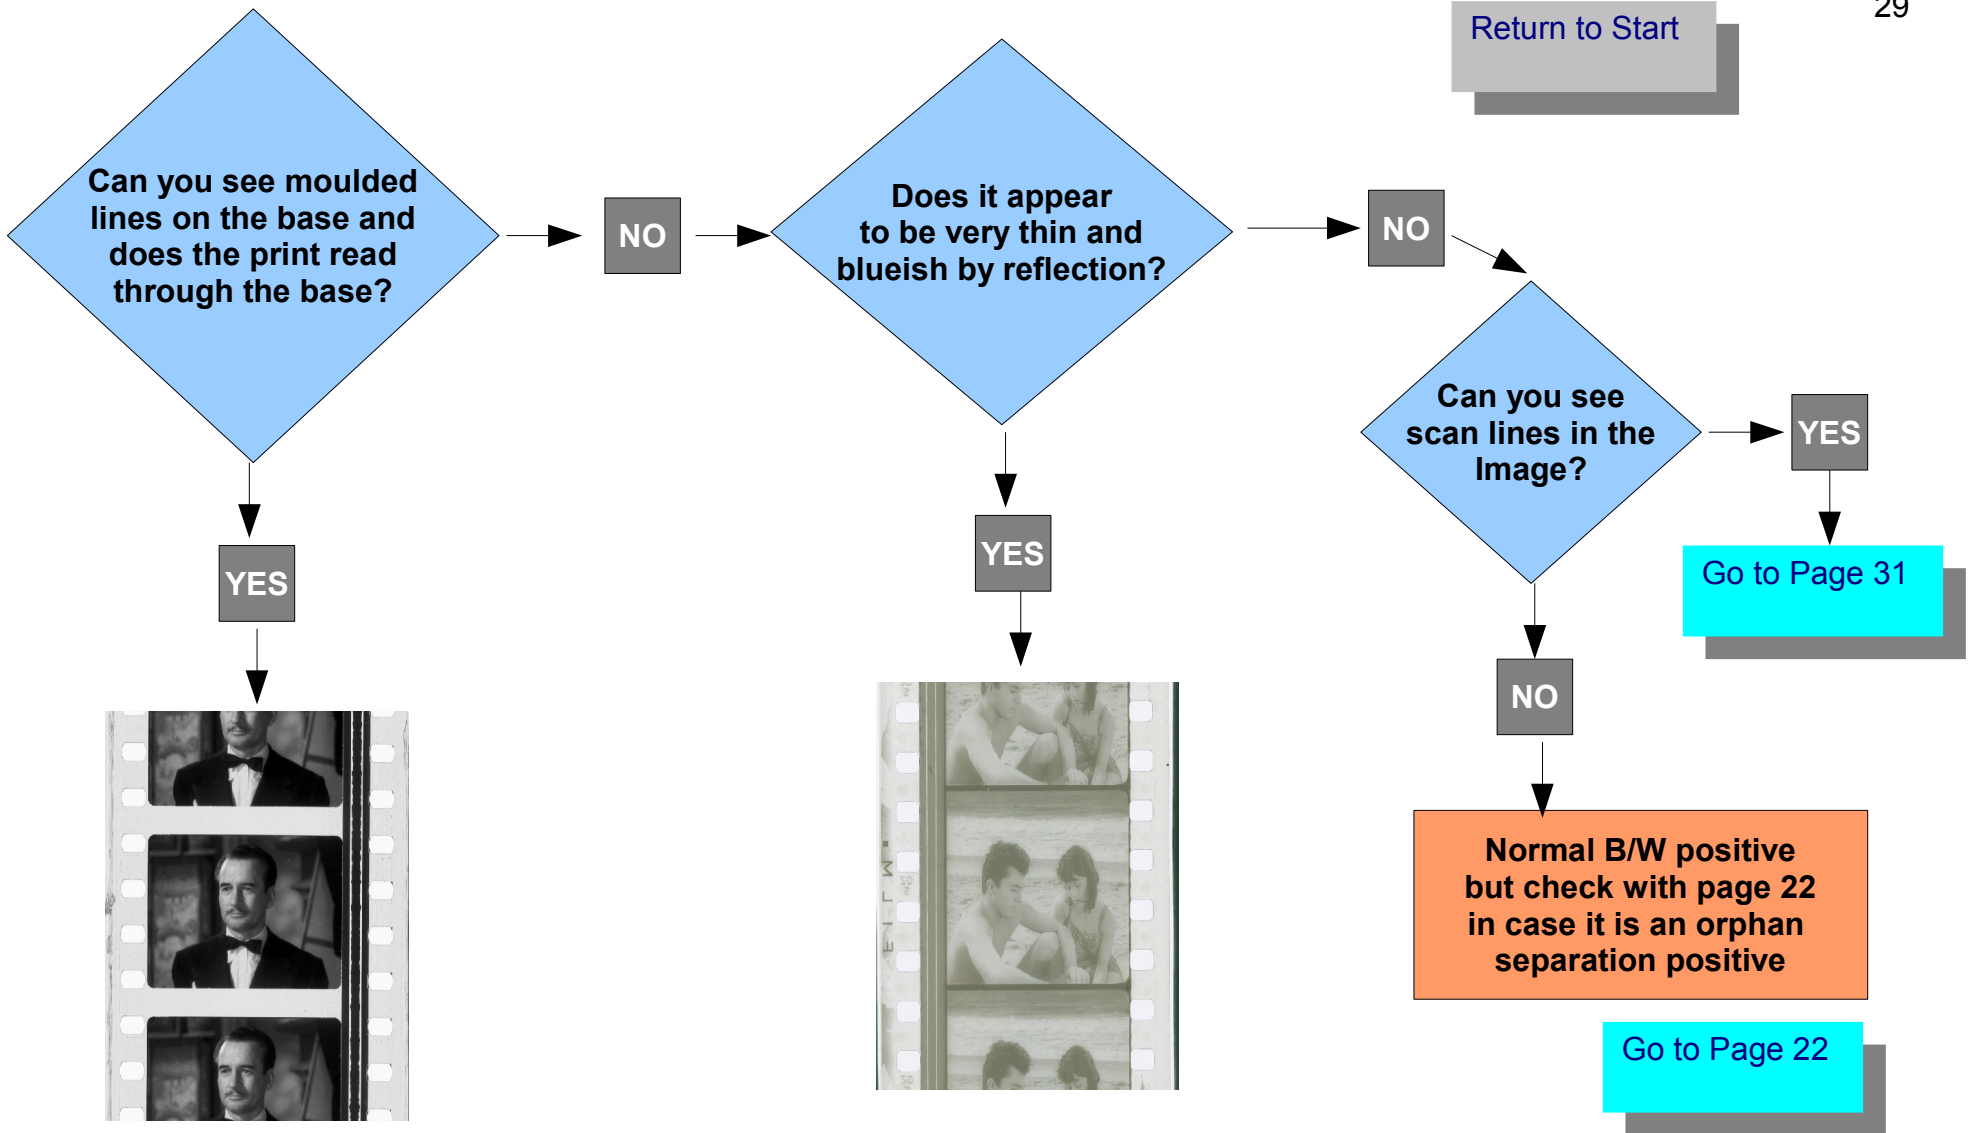 29
Return to Start
Can you see moulded
lines on the base and
does the print read
through the base?
NO
Does it appear
to be very thin and
blueish by reflection?
NO
Can you see
scan lines in the
Image?
YES
Go to Page 31
YES
YES
NO
Normal B/W positive
but check with page 22
in case it is an orphan
separation positive
Go to Page 22
FILM.